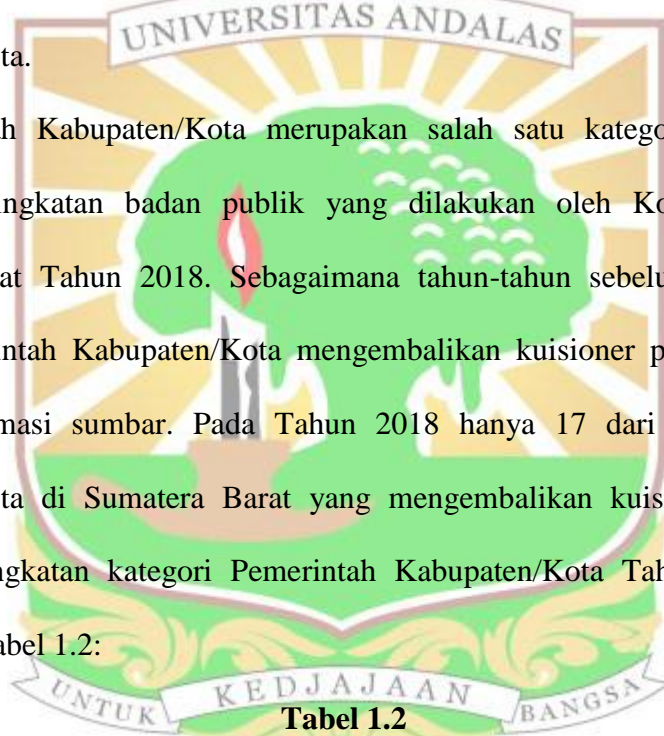 UNIVERSITAS ANDALAS
ta.
h Kabupaten/Kota merupakan salah satu katego
ingkatan badan publik yang dilakukan oleh Ko
at Tahun 2018. Sebagaimana tahun-tahun sebelu
intah Kabupaten/Kota mengembalikan kuisioner p
masi sumbar. Pada Tahun 2018 hanya 17 dari
ta di Sumatera Barat yang mengembalikan kuis
ngkatan kategori Pemerintah Kabupaten/Kota Tah
abel 1.2:
UNTUK KEDJAJAAN BANGSA
Tabel 1.2